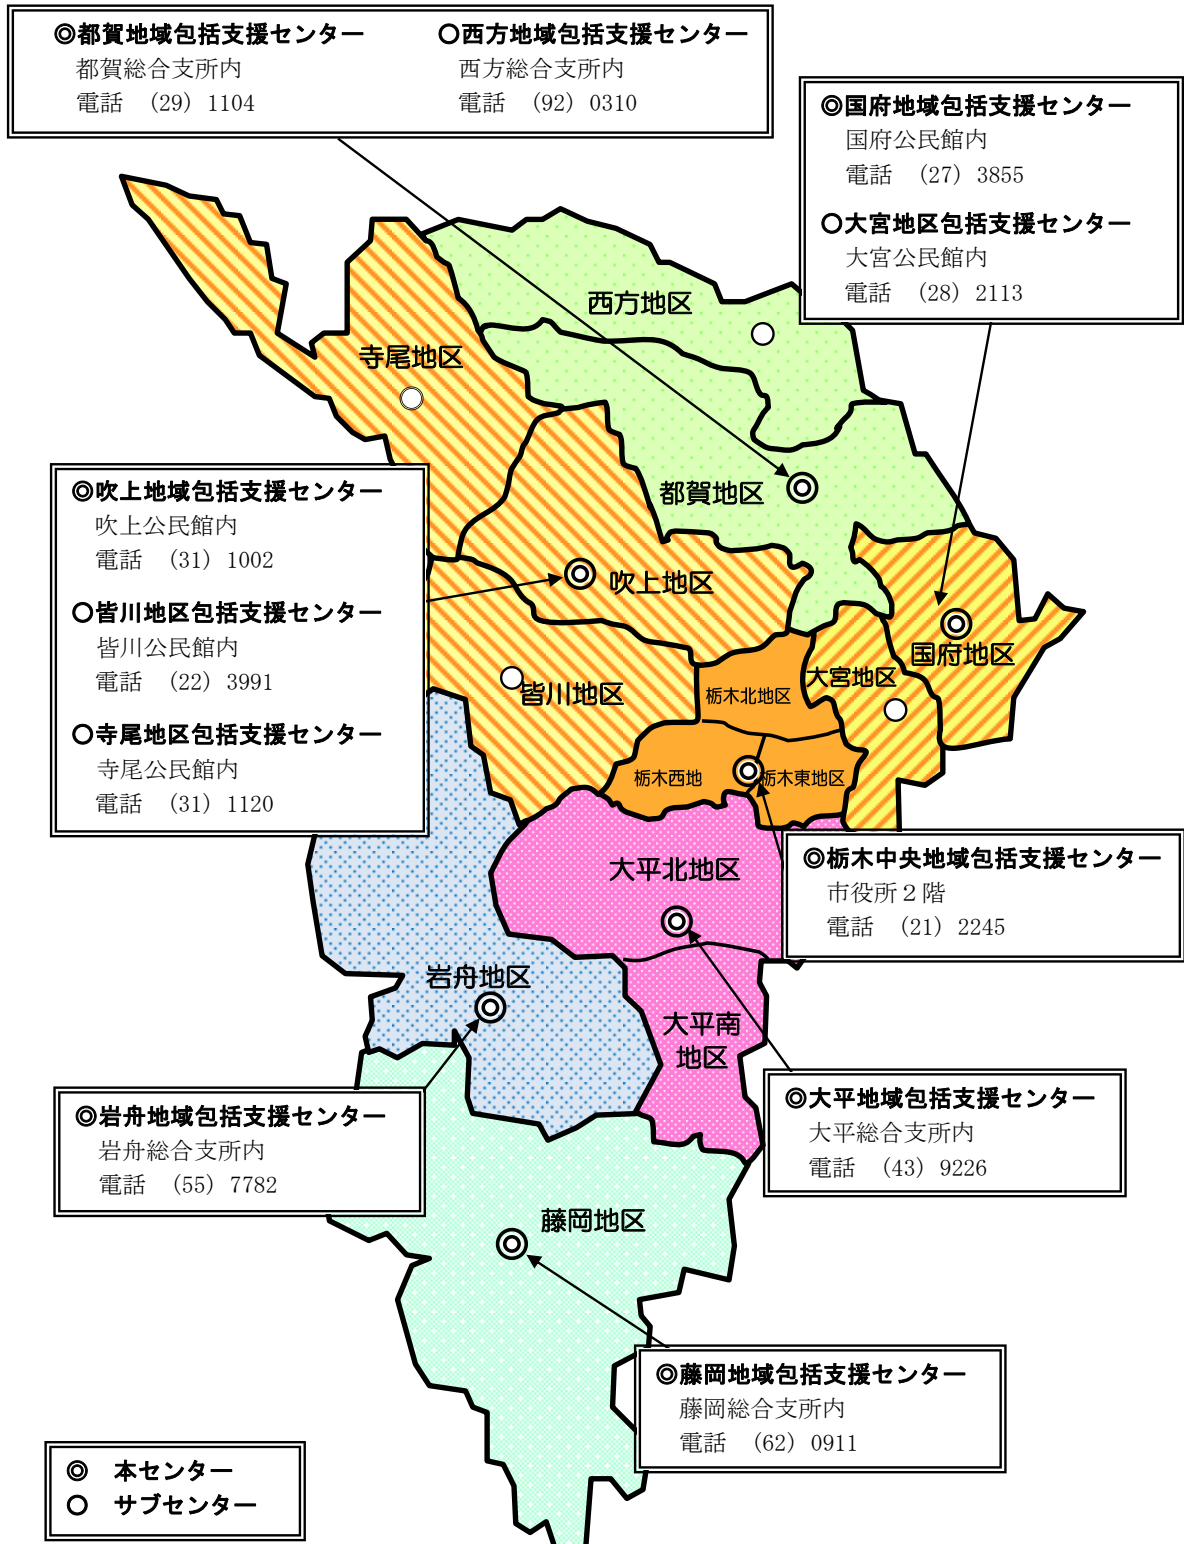 ◎都賀地域包括支援センター
都賀総合支所内
電話 (29) 1104
○西方地域包括支援センター
西方総合支所内
電話 (92) 0310
◎国府地域包括支援センター
国府公民館内
電話 (27) 3855
○大宮地区包括支援センター
大宮公民館内
電話 (28) 2113
西方地区
寺尾地区
都賀地区
◎吹上地域包括支援センター
吹上公民館内
電話 (31) 1002
○皆川地区包括支援センター
皆川公民館内
電話 (22) 3991
○寺尾地区包括支援センター
寺尾公民館内
電話 (31) 1120
吹上地区
国府地区
大宮地区
皆川地区
栃木北地区
栃木西地
栃木東地区
大平北地区
◎栃木中央地域包括支援センター
市役所２階
電話 (21) 2245
岩舟地区
大平南
地区
◎岩舟地域包括支援センター
岩舟総合支所内
電話 (55) 7782
◎大平地域包括支援センター
大平総合支所内
電話 (43) 9226
藤岡地区
◎藤岡地域包括支援センター
藤岡総合支所内
電話 (62) 0911
◎ 本センター
○ サブセンター